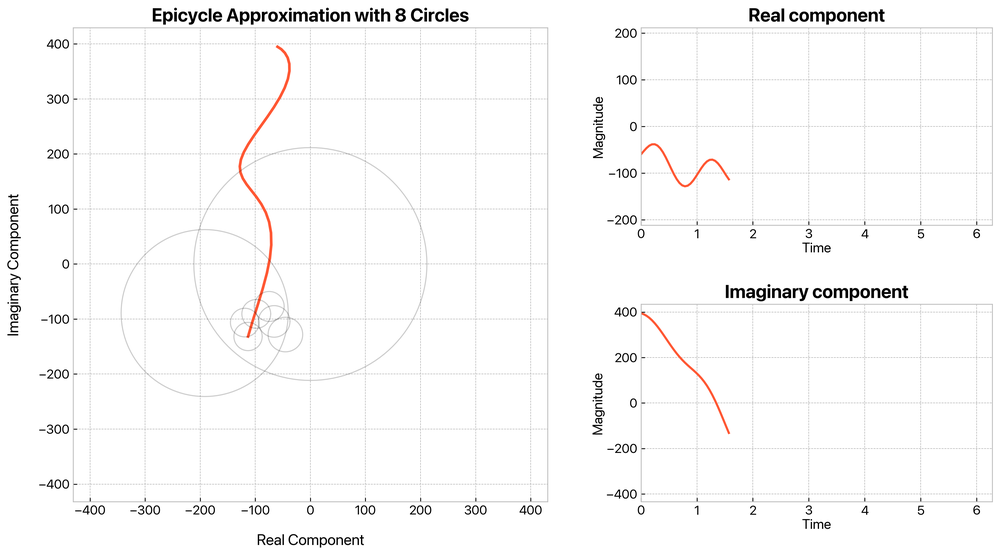 Epicycle Approximation with 8 Circles
400
300
200
100
0
−100
−200
−300
−400
−400 −300 −200 −100 0 100 200 300 400
Imaginary Component
Real Component
Real component
200
100
0
−100
−200
0 1 2 3 4 5 6
Magnitude
Time
Imaginary component
400
200
0
−200
−400
0 1 2 3 4 5 6
Magnitude
Time